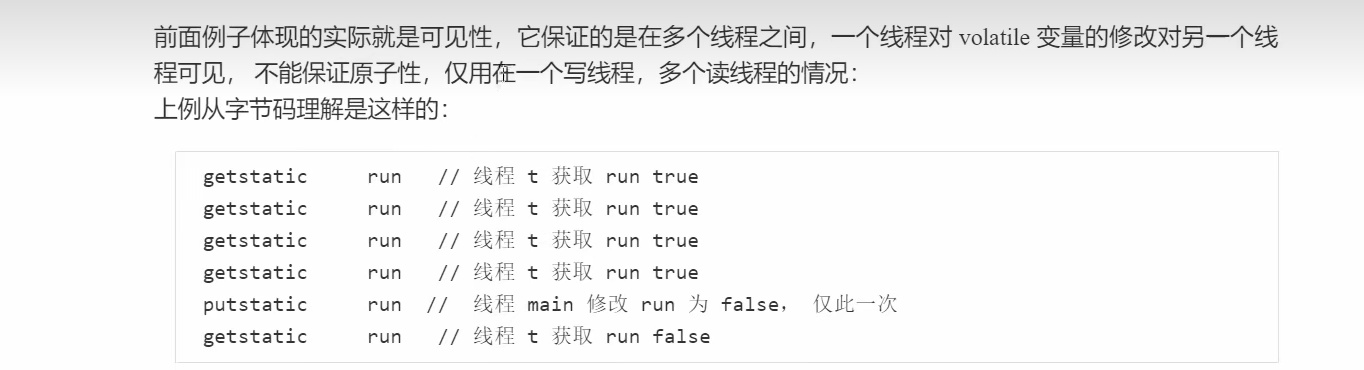 前面例子体现的实际就是可见性，它保证的是在多个线程之间，一个线程对 volatile 变量的修改对另一个线
程可见， 不能保证原子性，仅用在一个写线程，多个读线程的情况：
上例从字节码理解是这样的：
getstatic run // 线程 t 获取 run true
getstatic run // 线程 t 获取 run true
getstatic run // 线程 t 获取 run true
getstatic run // 线程 t 获取 run true
putstatic run // 线程 main 修改 run 为 false， 仅此一次
getstatic run // 线程 t 获取 run false